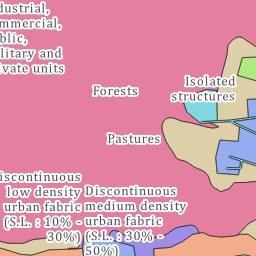 dustrial,
mmercial,
blic,
litary and
vate units
Forests
Isolated
structures
Pastures
iscontinuous
low density
urban fabric
(S.L. : 10% -
30%)
Discontinuous
medium density
urban fabric
(S.L. : 30% -
50%)